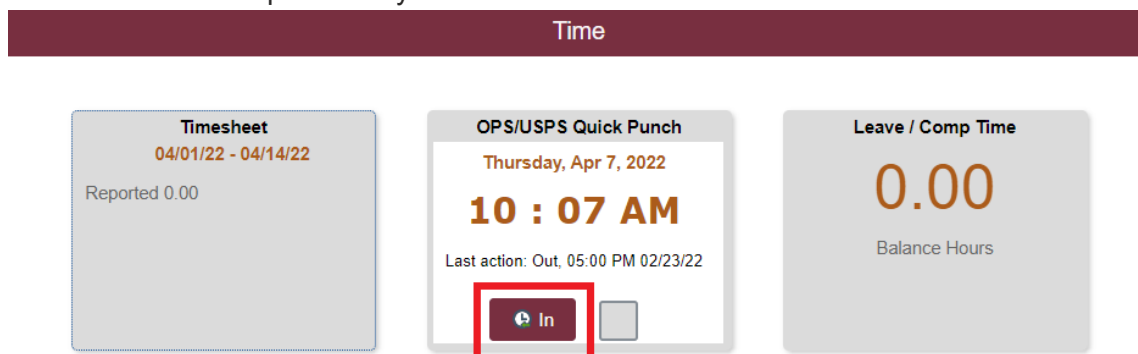 Time
Timesheet
04/01/22 - 04/14/22
Reported 0.00
OPS/USPS Quick Punch
Thursday, Apr 7, 2022
10 : 07 AM
Last action: Out, 05:00 PM 02/23/22
In
Leave / Comp Time
0.00
Balance Hours